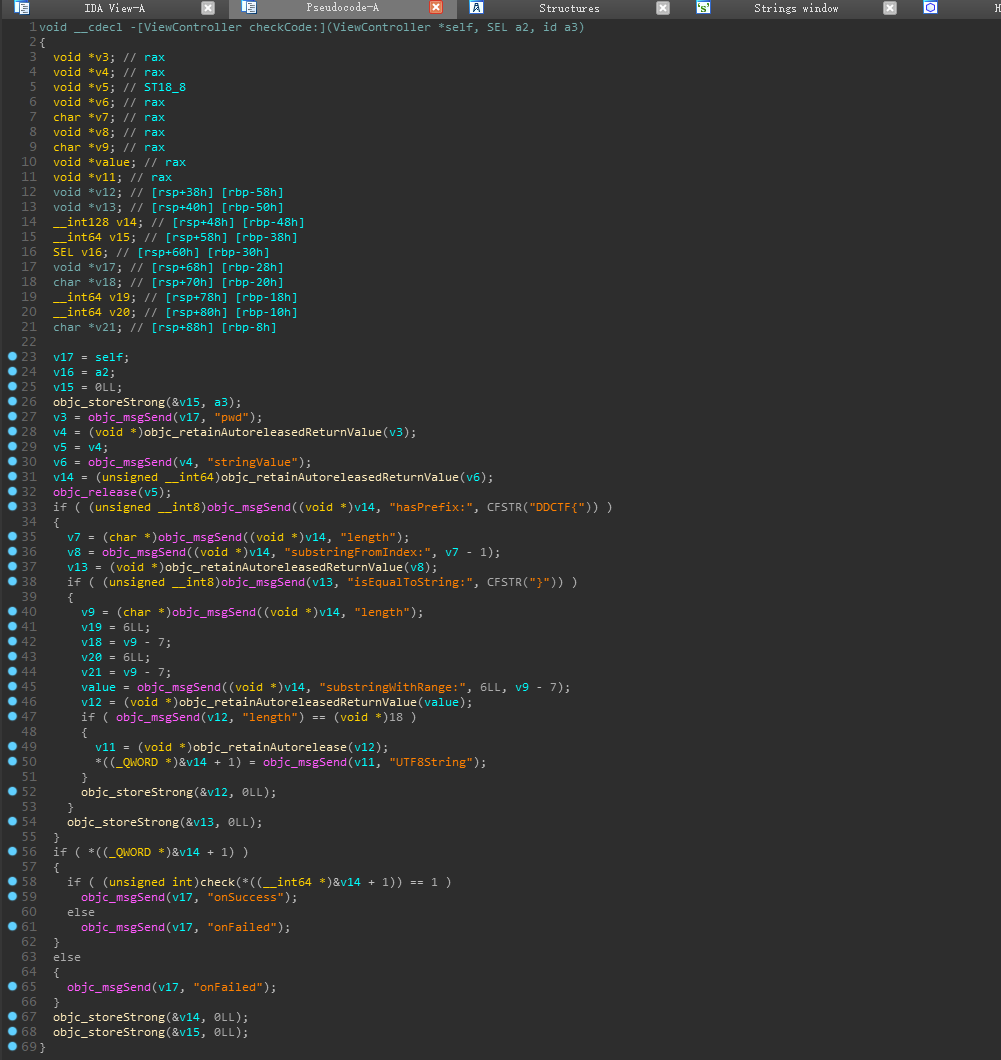 IDA View-A Pseudocode-A Structures Strings window H
1 void __cdecl -[ViewController checkCode:](ViewController *self, SEL a2, id a3)
2 {
3 void *v3; // rax
4 void *v4; // rax
5 void *v5; // ST18_8
6 void *v6; // rax
7 char *v7; // rax
8 void *v8; // rax
9 char *v9; // rax
10 void *value; // rax
11 void *v11; // rax
12 void *v12; // [rsp+38h] [rbp-58h]
13 void *v13; // [rsp+40h] [rbp-50h]
14 __int128 v14; // [rsp+48h] [rbp-48h]
15 __int64 v15; // [rsp+58h] [rbp-38h]
16 SEL v16; // [rsp+60h] [rbp-30h]
17 void *v17; // [rsp+68h] [rbp-28h]
18 char *v18; // [rsp+70h] [rbp-20h]
19 __int64 v19; // [rsp+78h] [rbp-18h]
20 __int64 v20; // [rsp+80h] [rbp-10h]
21 char *v21; // [rsp+88h] [rbp-8h]
22
23 v17 = self;
24 v16 = a2;
25 v15 = 0LL;
26 objc_storeStrong(&v15, a3);
27 v3 = objc_msgSend(v17, "pwd");
28 v4 = (void *)objc_retainAutoreleasedReturnValue(v3);
29 v5 = v4;
30 v6 = objc_msgSend(v4, "stringValue");
31 v14 = (unsigned __int64)objc_retainAutoreleasedReturnValue(v6);
32 objc_release(v5);
33 if ( (unsigned __int8)objc_msgSend((void *)v14, "hasPrefix:", CFSTR("DDCTF{")) )
34 {
35 v7 = (char *)objc_msgSend((void *)v14, "length");
36 v8 = objc_msgSend((void *)v14, "substringFromIndex:", v7 - 1);
37 v13 = (void *)objc_retainAutoreleasedReturnValue(v8);
38 if ( (unsigned __int8)objc_msgSend(v13, "isEqualToString:", CFSTR("}")) )
39 {
40 v9 = (char *)objc_msgSend((void *)v14, "length");
41 v19 = 6LL;
42 v18 = v9 - 7;
43 v20 = 6LL;
44 v21 = v9 - 7;
45 value = objc_msgSend((void *)v14, "substringWithRange:", 6LL, v9 - 7);
46 v12 = (void *)objc_retainAutoreleasedReturnValue(value);
47 if ( objc_msgSend(v12, "length") == (void *)18 )
48 {
49 v11 = (void *)objc_retainAutorelease(v12);
50 *((_QWORD *)&v14 + 1) = objc_msgSend(v11, "UTF8String");
51 }
52 objc_storeStrong(&v12, 0LL);
53 }
54 objc_storeStrong(&v13, 0LL);
55 }
56 if ( *((_QWORD *)&v14 + 1) )
57 {
58 if ( (unsigned int)check(*((__int64 *)&v14 + 1)) == 1 )
59 objc_msgSend(v17, "onSuccess");
60 else
61 objc_msgSend(v17, "onFailed");
62 }
63 else
64 {
65 objc_msgSend(v17, "onFailed");
66 }
67 objc_storeStrong(&v14, 0LL);
68 objc_storeStrong(&v15, 0LL);
69 }